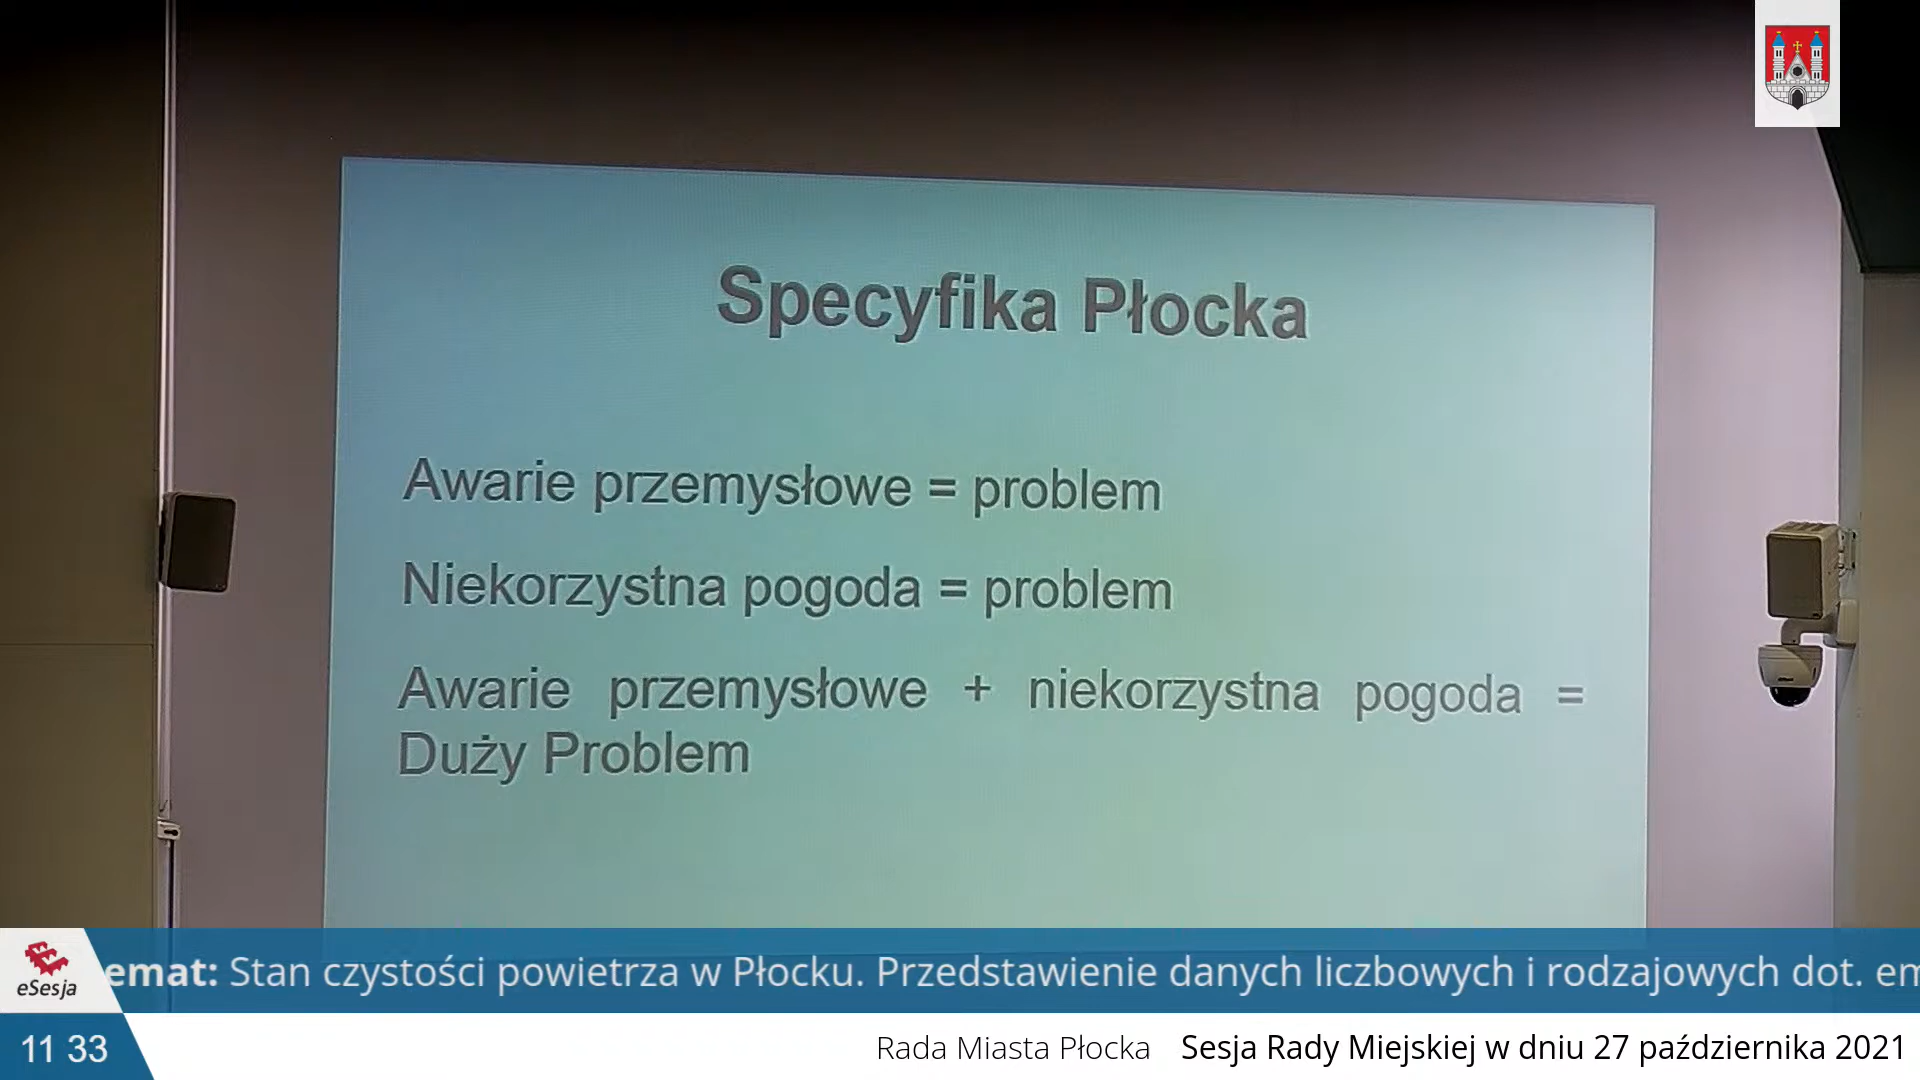 Specyfika Płocka
Awarie przemysłowe = problem
Niekorzystna pogoda = problem
Awarie przemysłowe + niekorzystna pogoda =
Duży Problem
emat: Stan czystości powietrza w Płocku. Przedstawienie danych liczbowych i rodzajowych dot. em
eSesja
11 33
Rada Miasta Płocka Sesja Rady Miejskiej w dniu 27 października 2021